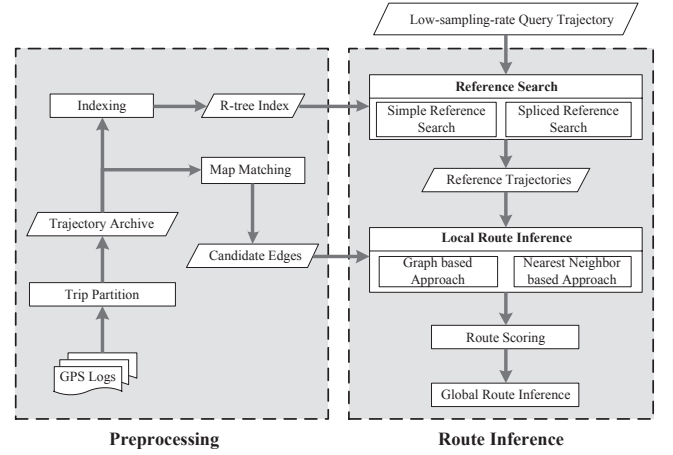 Low-sampling-rate Query Trajectory
Indexing
R-tree Index
Map Matching
Trajectory Archive
Candidate Edges
Trip Partition
GPS Logs
Preprocessing
Reference Search
Simple Reference
Search
Spliced Reference
Search
Reference Trajectories
Local Route Inference
Graph based
Approach
Nearest Neighbor
based Approach
Route Scoring
Global Route Inference
Route Inference